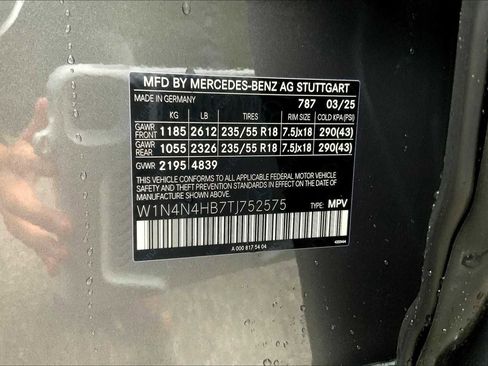 MFD BY MERCEDES-BENZ AG STUTTGART
MADE IN GERMANY 787 03/25
KG LB TIRE SIZE RIM SIZE COLD KPA (PSI)
GAWR FRONT 1185 2612 235/55 R18 7.5Jx18 290(43)
GAWR REAR 1055 2326 235/55 R18 7.5Jx18 290(43)
GVWR 2195 4839
THIS VEHICLE CONFORMS TO ALL APPLICABLE FEDERAL MOTOR VEHICLE
SAFETY AND THEFT PREVENTION STANDARDS IN EFFECT ON THE DATE
OF MANUFACTURE SHOWN ABOVE.
W1N4N4HB7TJ752575 TYPE: MPV
A 000 817 54 04